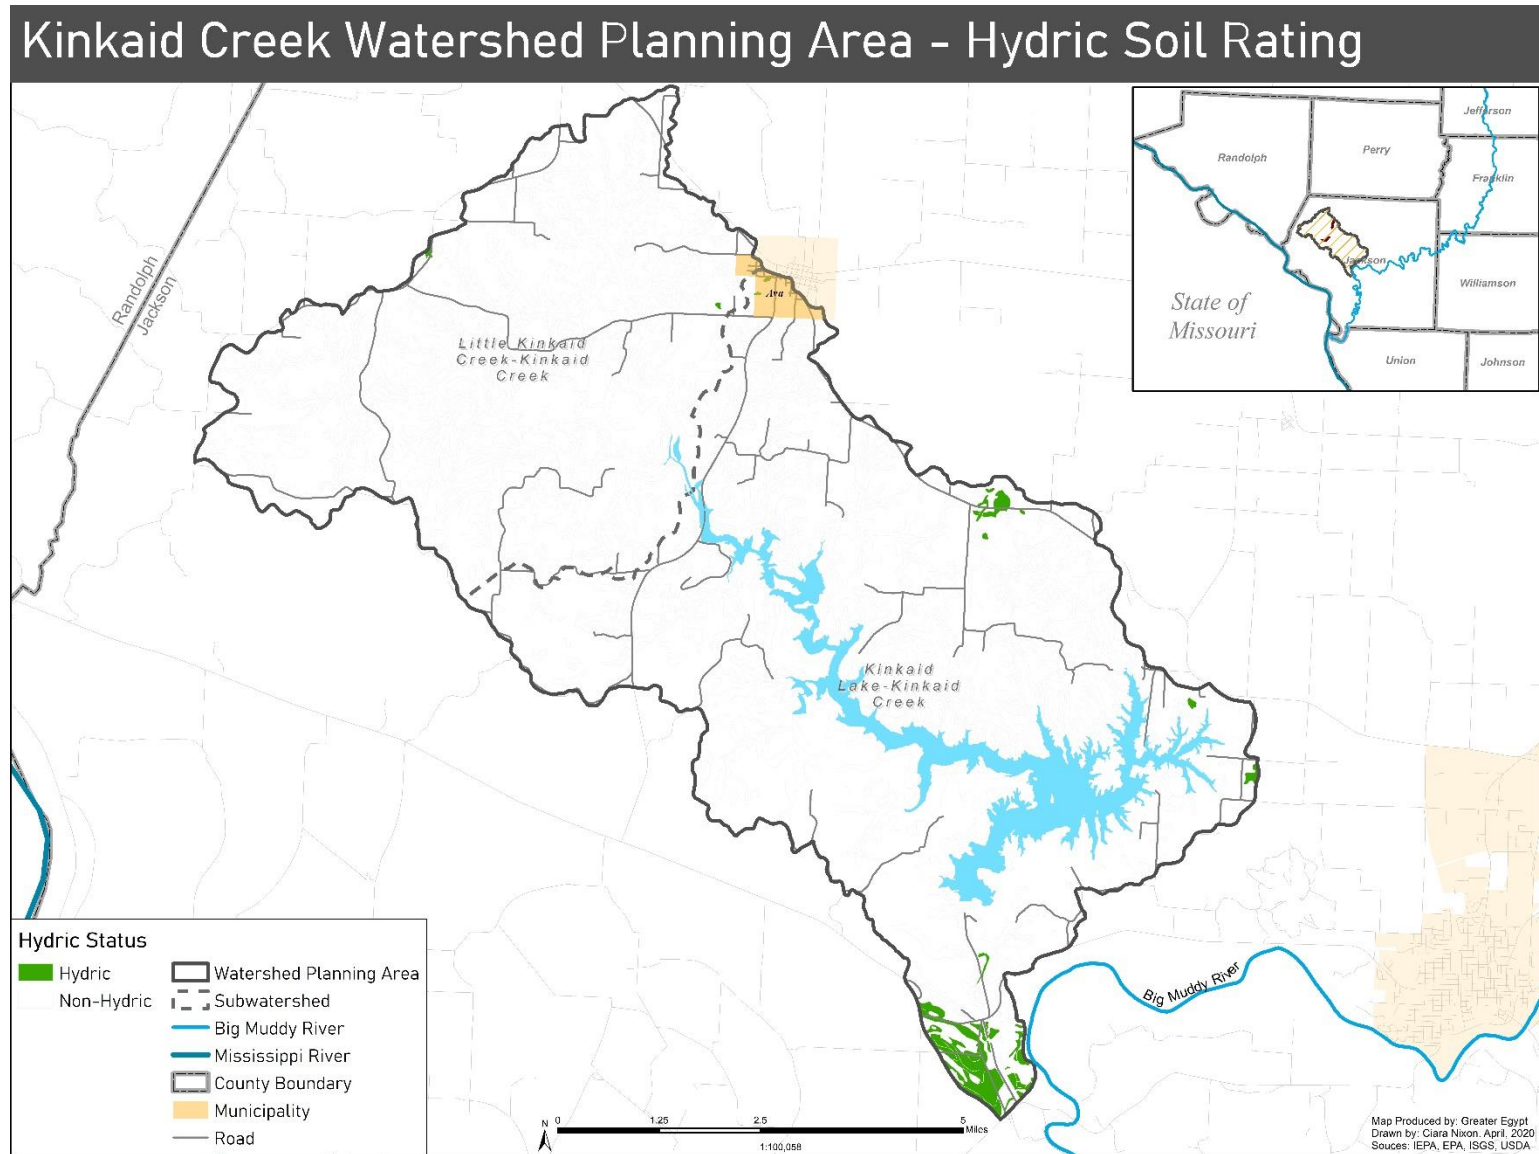 Kinkaid Creek Watershed Planning Area - Hydric Soil Rating
Randolph
Jackson
Little Kinkaid
Creek-Kinkaid
Creek
Ava
Kinkaid
Lake-Kinkaid
Creek
Big Muddy River
Jefferson
Randolph
Perry
Franklin
Jackson
Williamson
State of
Missouri
Union
Johnson
Hydric Status
Hydric
Non-Hydric
Watershed Planning Area
Subwatershed
Big Muddy River
Mississippi River
County Boundary
Municipality
Road
N
0 1.25 2.5 5
Miles
1:100,058
Map Produced by: Greater Egypt
Drawn by: Ciara Nixon. April, 2020
Souces: IEPA, EPA, ISGS, USDA